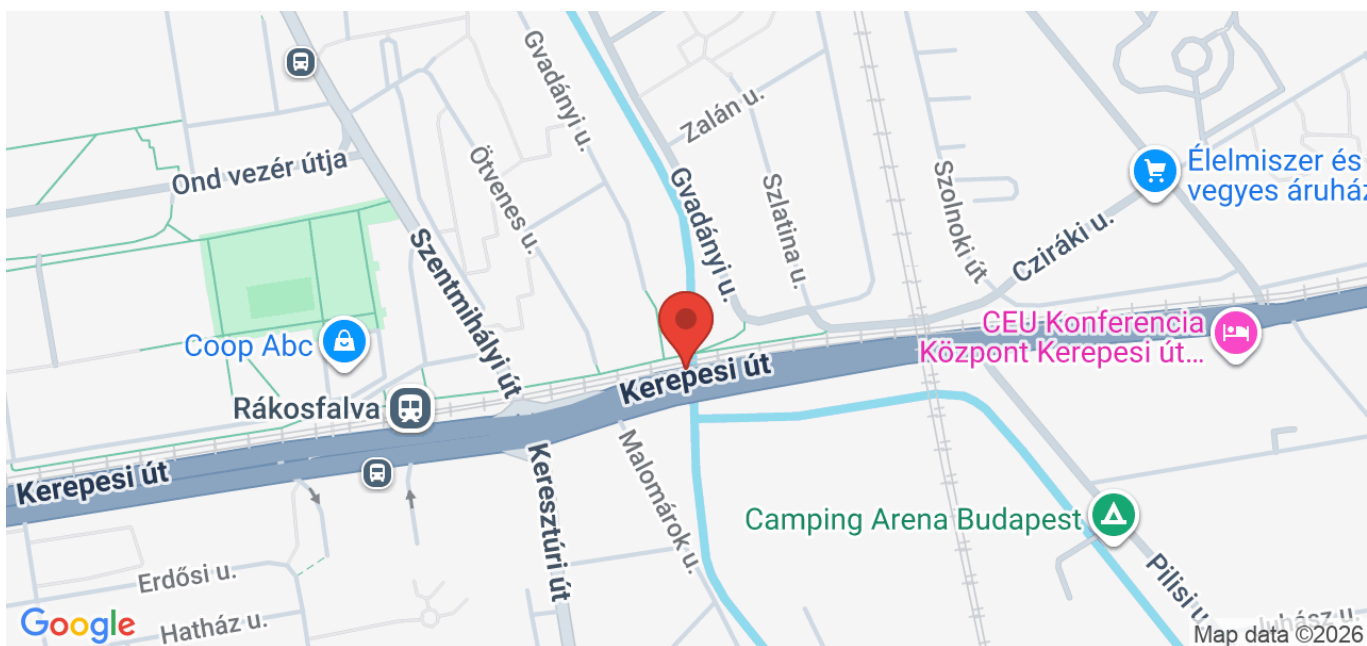 Gvadányi u.
Zalán u.
Ond vezér útja
Ötvenes u.
Gvadányi u.
Szlatina u.
Szolnoki út
Élelmiszer és
vegyes áruház
Cziráki u.
Szentmihályi út
Coop Abc
CEU Konferencia
Központ Kerepesi út...
Kerepesi út
Rákosfalva
Kerepesi út
Keresztúri út
Malomárok u.
Camping Arena Budapest
Erdősi u.
Pilisi u.
Hatház u.
Juhász u.
Google
Map data ©2026